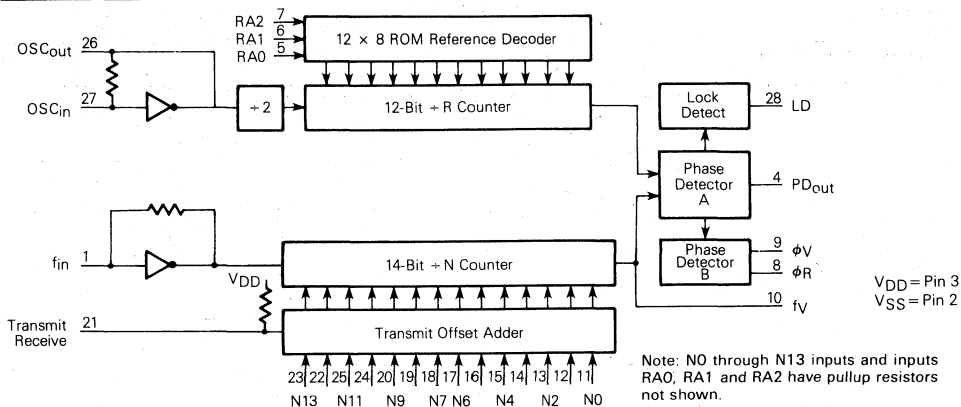 RA2 7
RA1 6
RA0 5
12 × 8 ROM Reference Decoder
OSCout 26
OSCin 27
÷ 2
12-Bit ÷ R Counter
Lock Detect
28 LD
Phase Detector A
4 PDout
Phase Detector B
9 ϕV
8 ϕR
fin 1
VDD
14-Bit ÷ N Counter
10 fV
VDD = Pin 3
VSS = Pin 2
Transmit Receive 21
Transmit Offset Adder
23 22 25 24 20 19 18 17 16 15 14 13 12 11
N13 N11 N9 N7 N6 N4 N2 N0
Note: N0 through N13 inputs and inputs
RA0, RA1 and RA2 have pullup resistors
not shown.